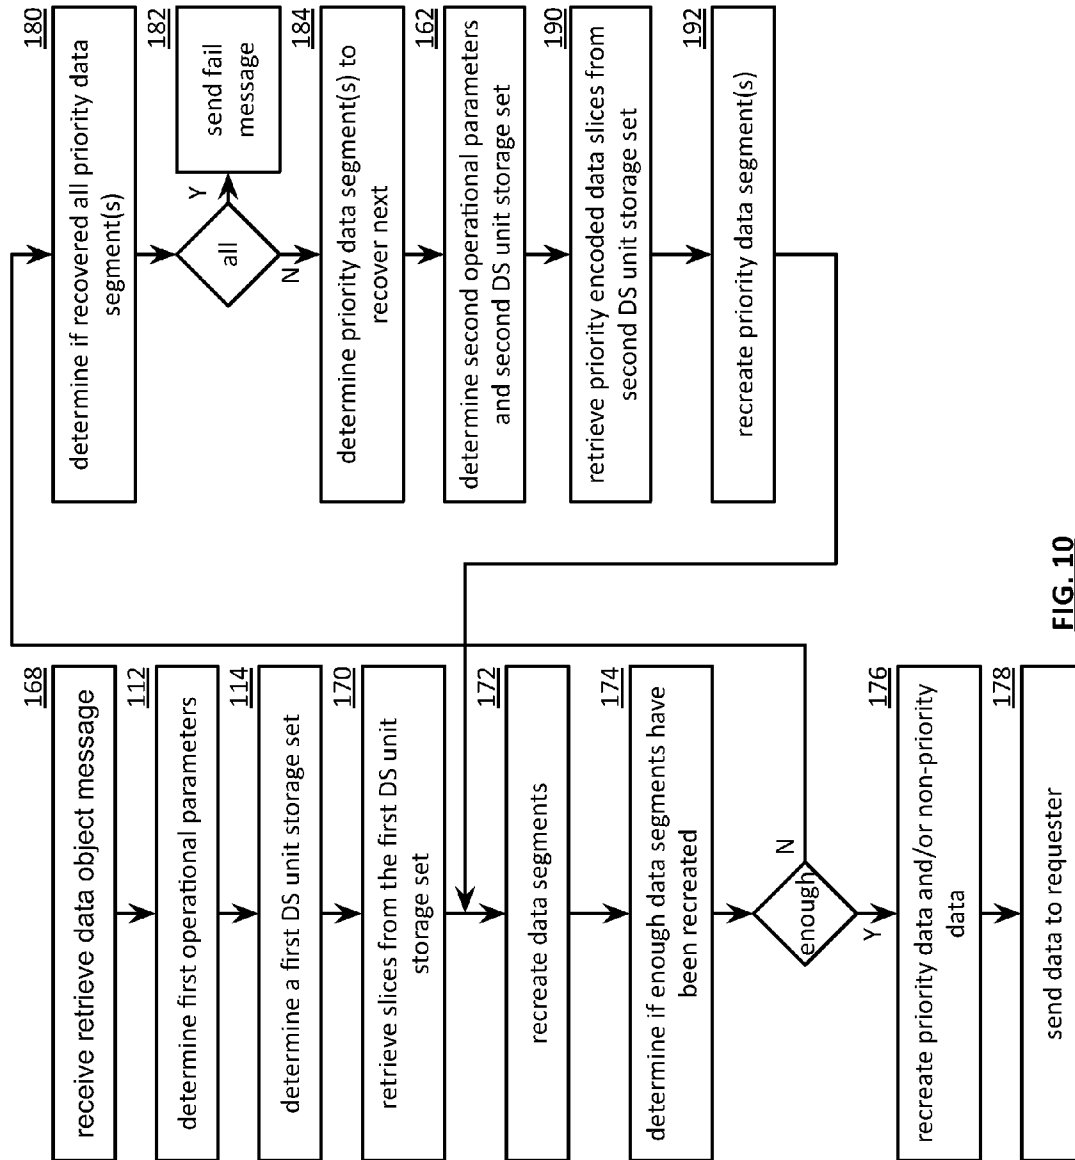 168
receive retrieve data object message
112
determine first operational parameters
114
determine a first DS unit storage set
170
retrieve slices from the first DS unit
storage set
172
recreate data segments
174
determine if enough data segments have
been recreated
enough
N
Y
176
recreate priority data and/or non-priority
data
178
send data to requester
180
determine if recovered all priority data
segment(s)
all
Y
N
182
send fail
message
184
determine priority data segment(s) to
recover next
162
determine second operational parameters
and second DS unit storage set
190
retrieve priority encoded data slices from
second DS unit storage set
192
recreate priority data segment(s)
FIG. 10